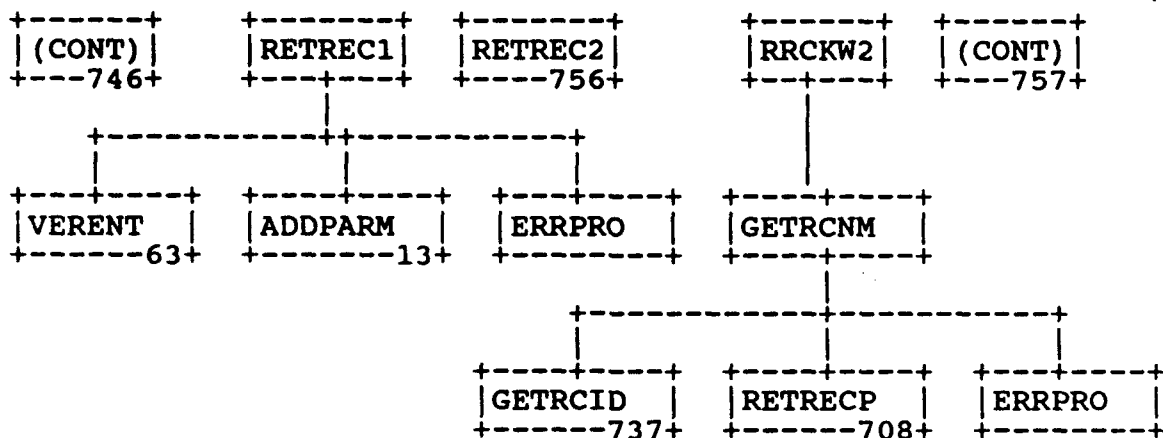 (CONT) RETREC1 RETREC2 RRCKW2 (CONT)
746 756 757
VERENT ADDPARM ERRPRO GETRCNM
63 13
GETRCID RETRECP ERRPRO
737 708